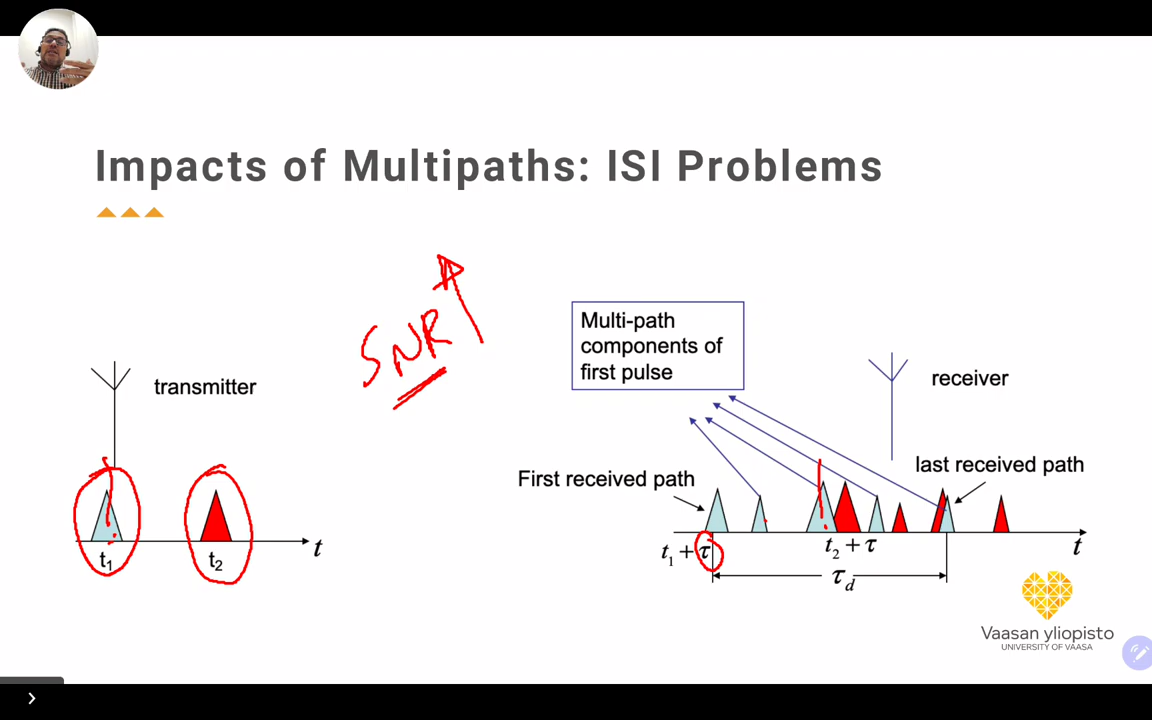 Impacts of Multipaths: ISI Problems
SNR
Multi-path
components of
first pulse
transmitter
receiver
First received path
last received path
t₁
t₂
t
t₁ + τ
t₂ + τ
t
τd
Vaasan yliopisto
UNIVERSITY OF VAASA